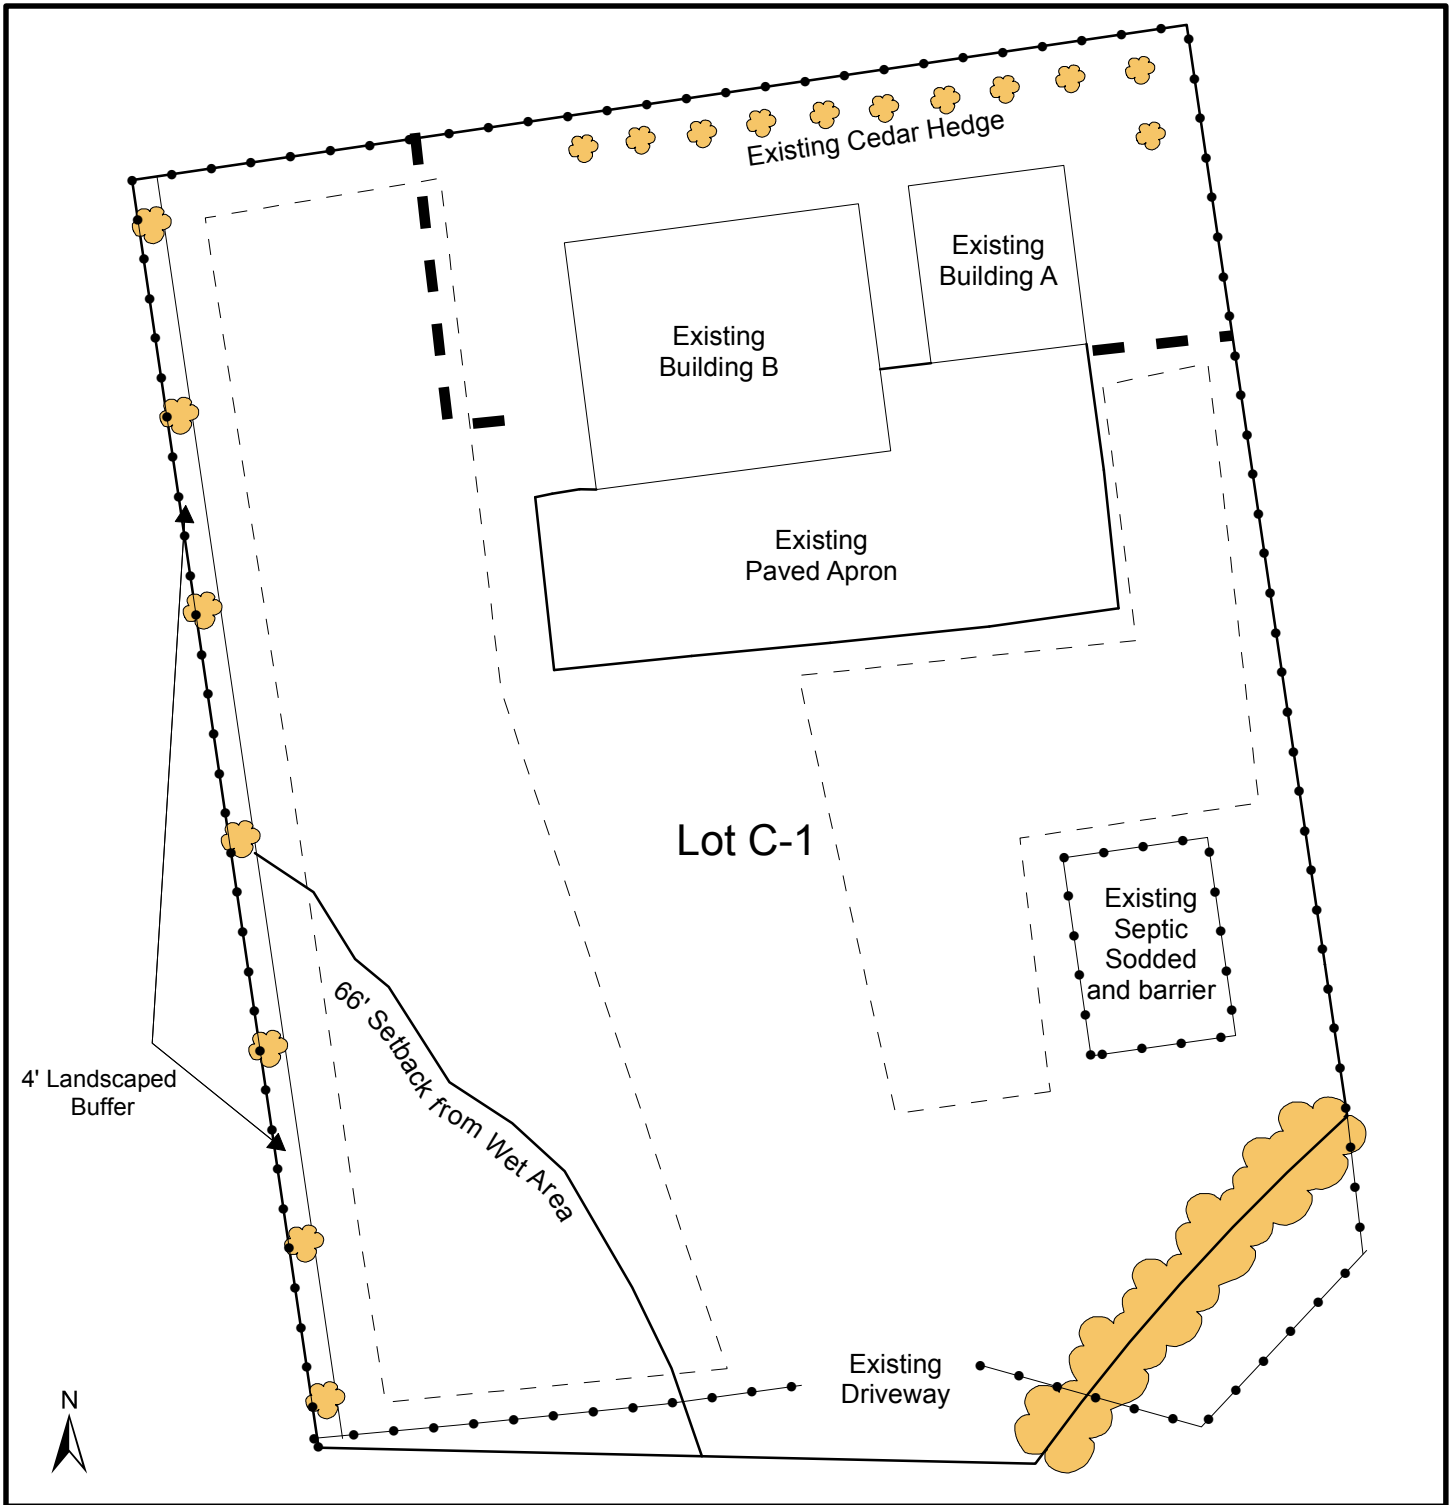 Existing Cedar Hedge
Existing
Building A
Existing
Building B
Existing
Paved Apron
Lot C-1
Existing
Septic
Sodded
and barrier
66' Setback from Wet Area
4' Landscaped
Buffer
Existing
Driveway
N